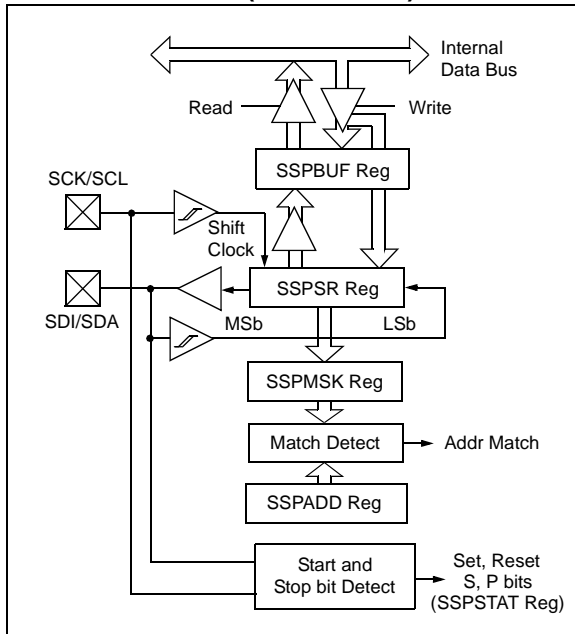 Internal
Data Bus
Read
Write
SSPBUF Reg
SCK/SCL
Shift
Clock
SSPSR Reg
SDI/SDA
MSb
LSb
SSPMSK Reg
Match Detect
Addr Match
SSPADD Reg
Start and
Stop bit Detect
Set, Reset
S, P bits
(SSPSTAT Reg)